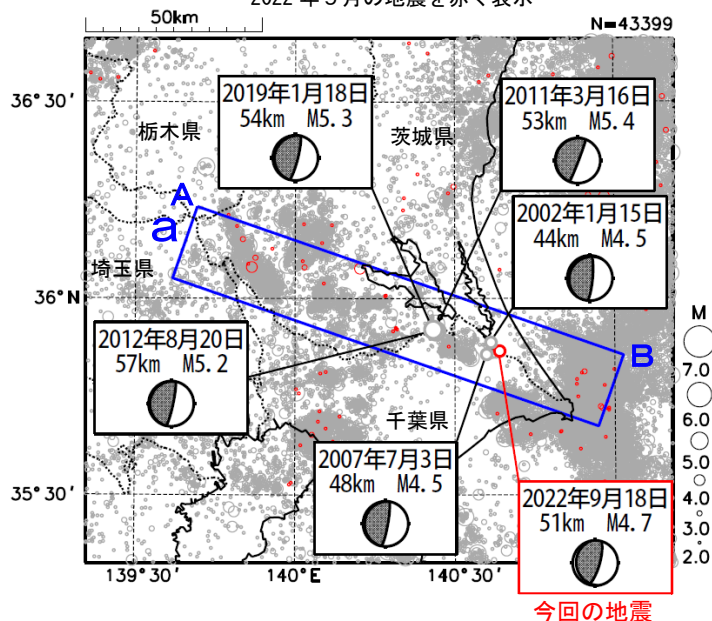 2022年9月の地震を赤く表示
50km
N=43399
36°30′
2019年1月18日
54km M5.3
2011年3月16日
53km M5.4
栃木県
茨城県
2002年1月15日
44km M4.5
A
a
埼玉県
36°N
2012年8月20日
57km M5.2
B
M
7.0
6.0
5.0
4.0
3.0
2.0
千葉県
2007年7月3日
48km M4.5
35°30′
2022年9月18日
51km M4.7
139°30′
140°E
140°30′
今回の地震